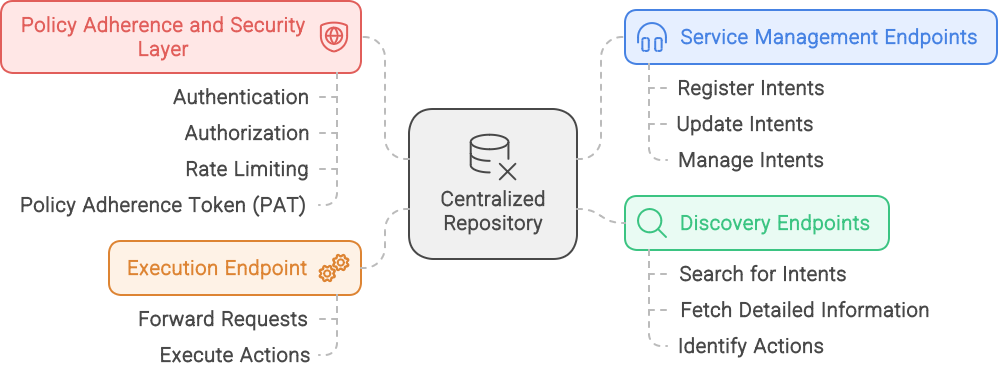 Policy Adherence and Security
Layer
Authentication
Authorization
Rate Limiting
Policy Adherence Token (PAT)
Execution Endpoint
Forward Requests
Execute Actions
Centralized
Repository
Service Management Endpoints
Register Intents
Update Intents
Manage Intents
Discovery Endpoints
Search for Intents
Fetch Detailed Information
Identify Actions